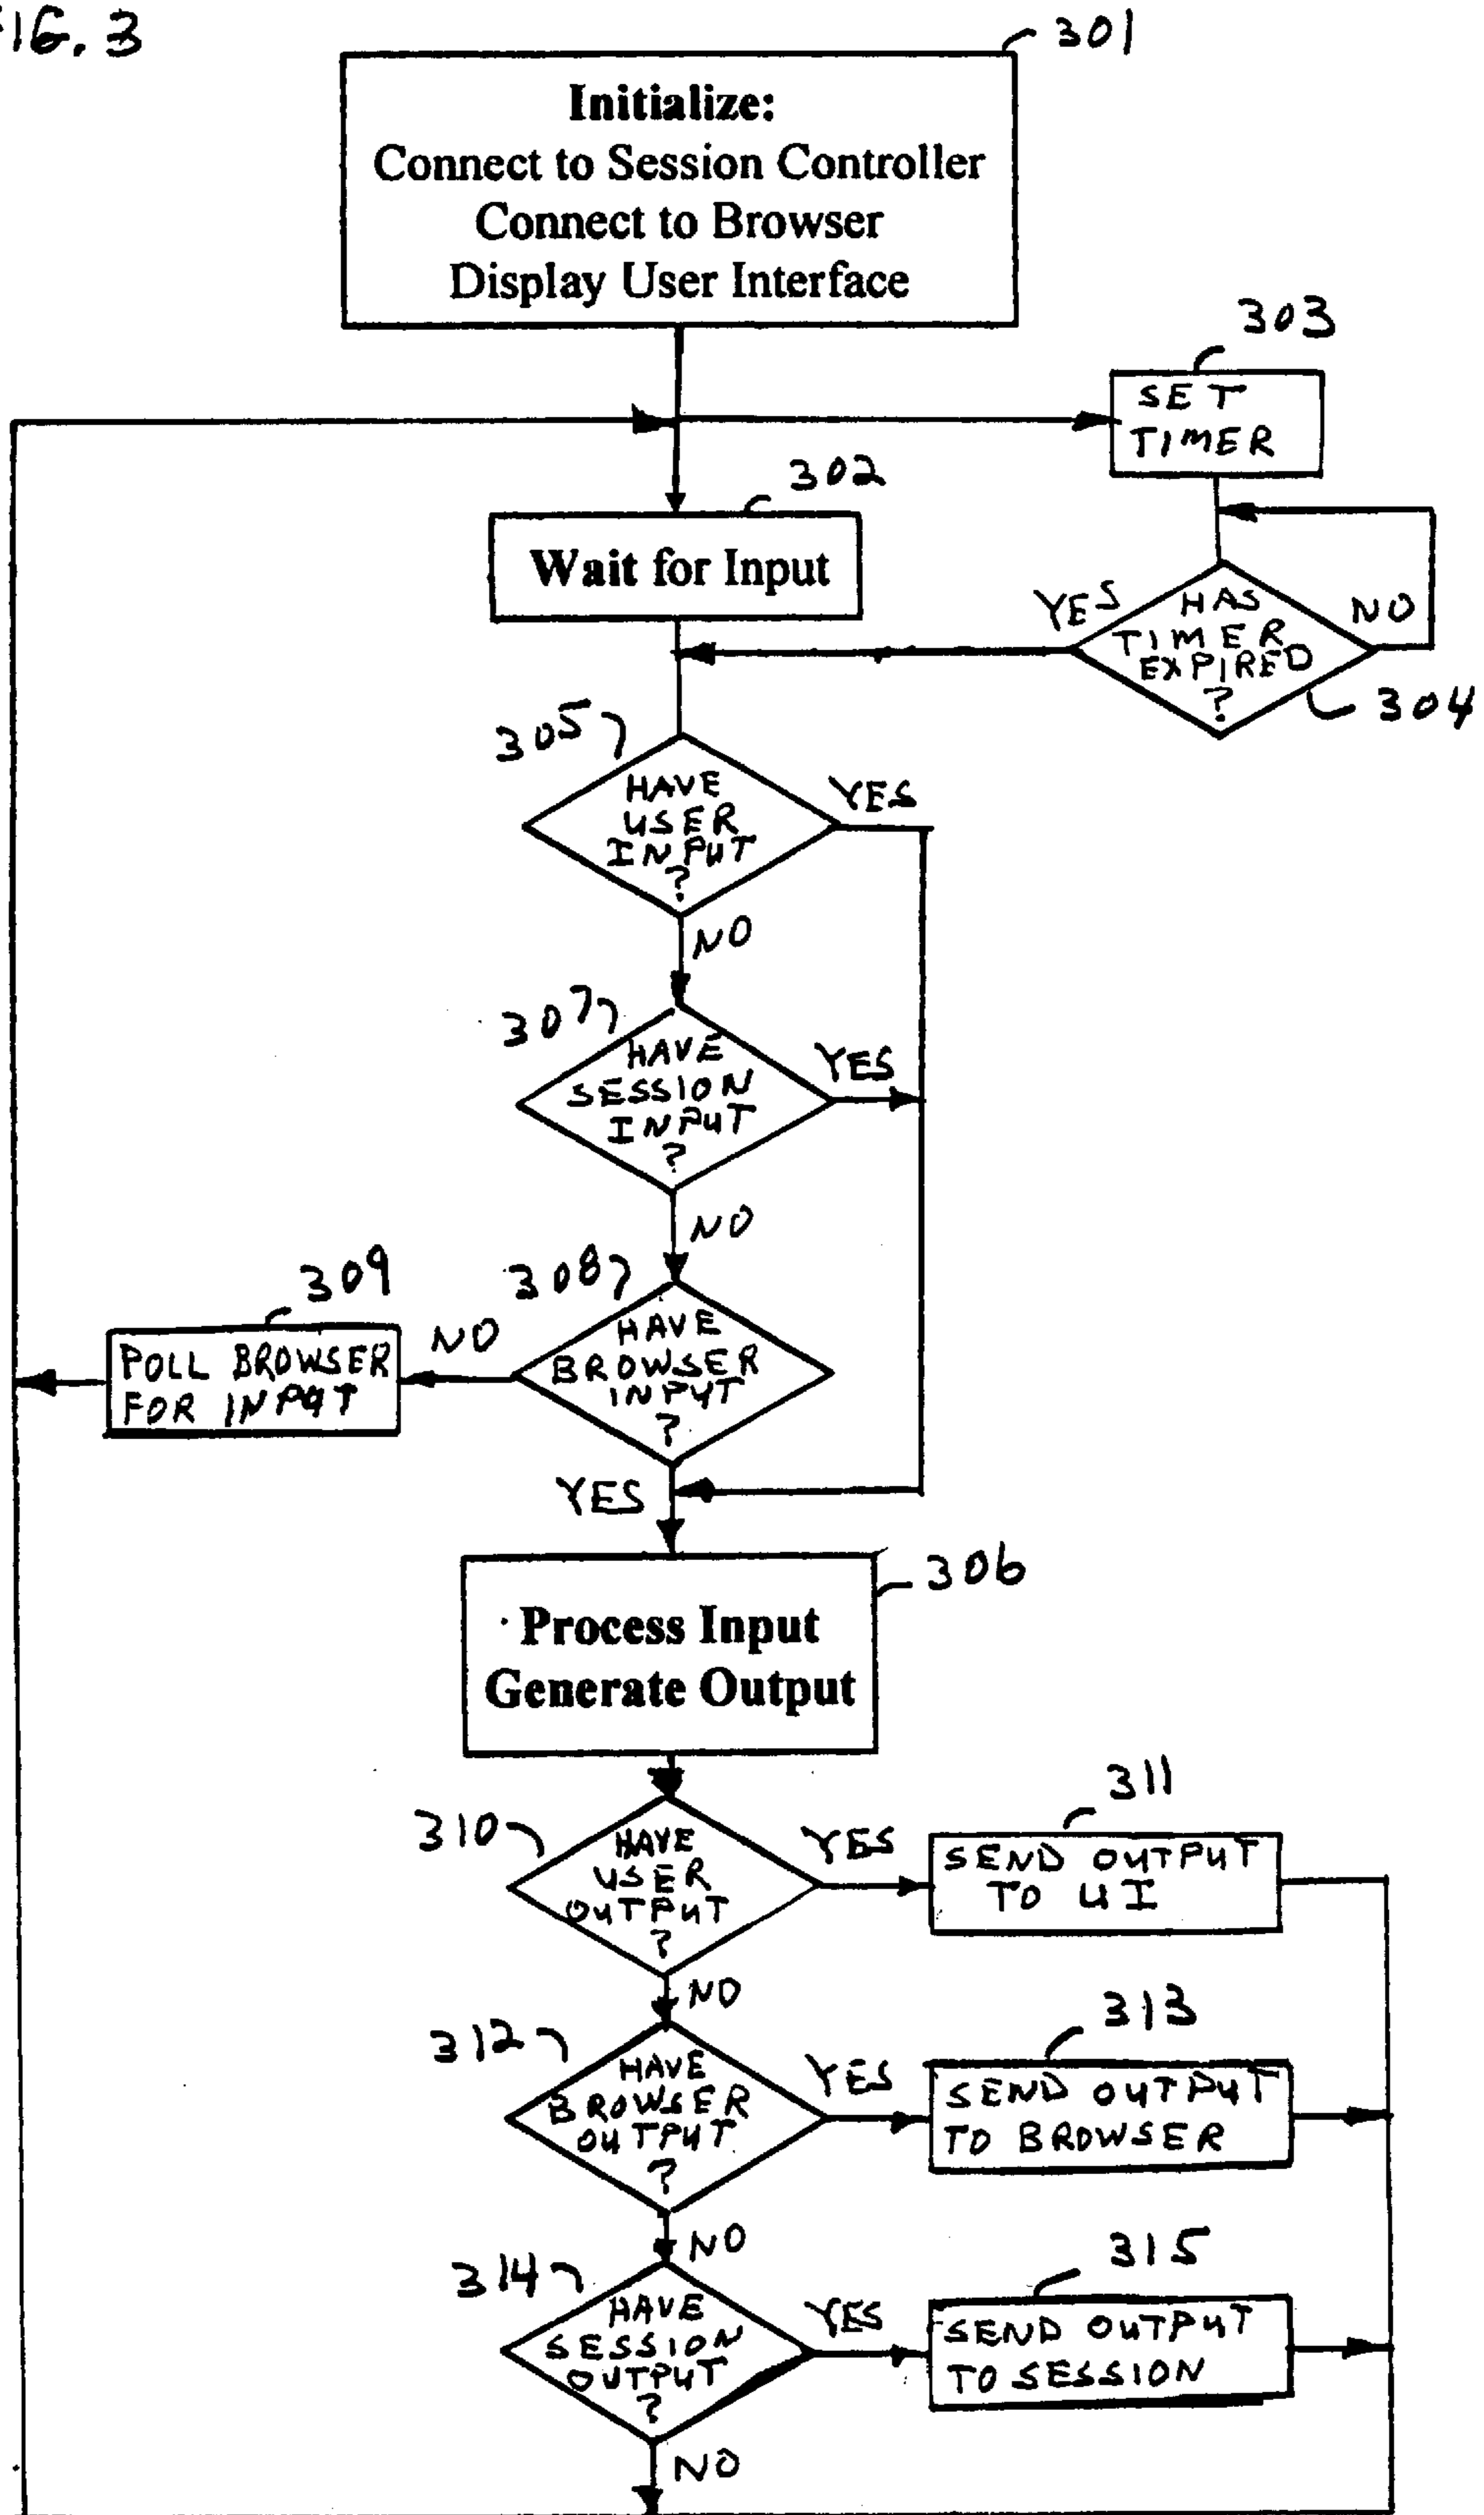 FIG. 3
301
Initialize:
Connect to Session Controller
Connect to Browser
Display User Interface
303
SET
TIMER
302
Wait for Input
YES
HAS
TIMER
EXPIRED
?
NO
304
305
HAVE
USER
INPUT
?
YES
NO
307
HAVE
SESSION
INPUT
?
YES
NO
309
308
POLL BROWSER
FOR INPUT
NO
HAVE
BROWSER
INPUT
?
YES
306
Process Input
Generate Output
310
HAVE
USER
OUTPUT
?
YES
311
SEND OUTPUT
TO UI
NO
312
HAVE
BROWSER
OUTPUT
?
YES
313
SEND OUTPUT
TO BROWSER
NO
314
HAVE
SESSION
OUTPUT
?
YES
315
SEND OUTPUT
TO SESSION
NO